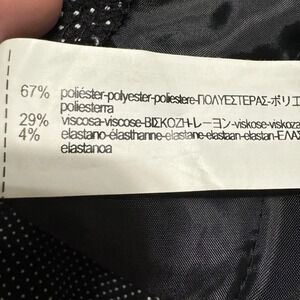 67% poliéster-polyester-poliestere-ΠΟΛΥΕΣΤΕΡΑΣ-ポリエ
poliesterra
29% viscosa-viscose-ΒΙΣΚΟΖΗ-レーヨン-viskose-viskoza
4% elastano-élasthanne-elastane-elastaan-elastan-ΕΛΑΣ
elastanoa